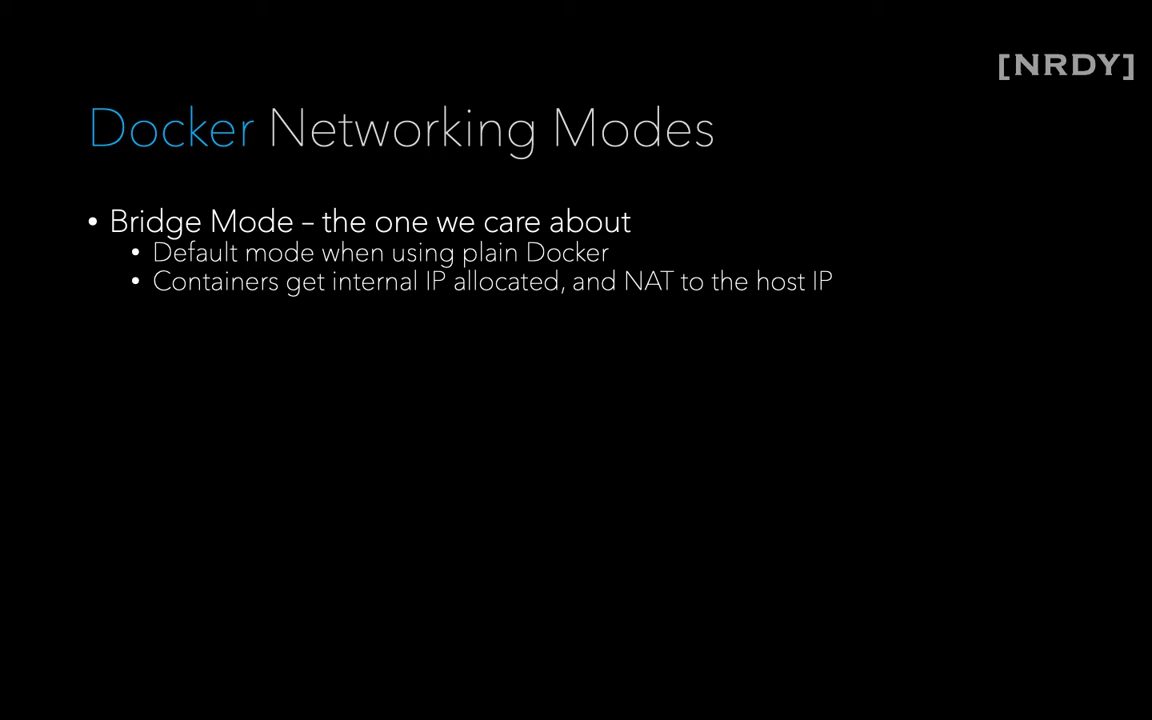 [NRDY]
Docker Networking Modes
• Bridge Mode – the one we care about
• Default mode when using plain Docker
• Containers get internal IP allocated, and NAT to the host IP